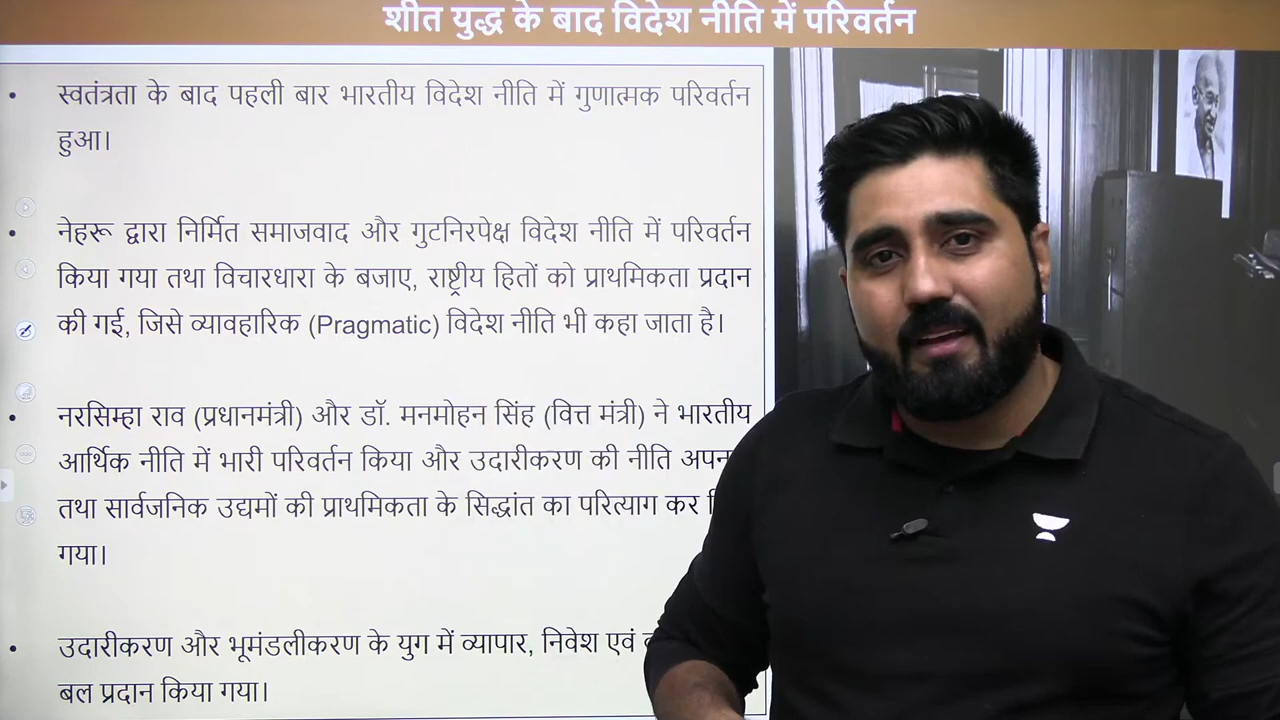 शीत युद्ध के बाद विदेश नीति में परिवर्तन
• स्वतंत्रता के बाद पहली बार भारतीय विदेश नीति में गुणात्मक परिवर्तन
हुआ।
• नेहरू द्वारा निर्मित समाजवाद और गुटनिरपेक्ष विदेश नीति में परिवर्तन
किया गया तथा विचारधारा के बजाए, राष्ट्रीय हितों को प्राथमिकता प्रदान
की गई, जिसे व्यावहारिक (Pragmatic) विदेश नीति भी कहा जाता है।
• नरसिम्हा राव (प्रधानमंत्री) और डॉ. मनमोहन सिंह (वित्त मंत्री) ने भारतीय
आर्थिक नीति में भारी परिवर्तन किया और उदारीकरण की नीति
तथा सार्वजनिक उद्यमों की प्राथमिकता के सिद्धांत का परित्याग कर
गया।
• उदारीकरण और भूमंडलीकरण के युग में व्यापार, निवेश एवं
बल प्रदान किया गया।